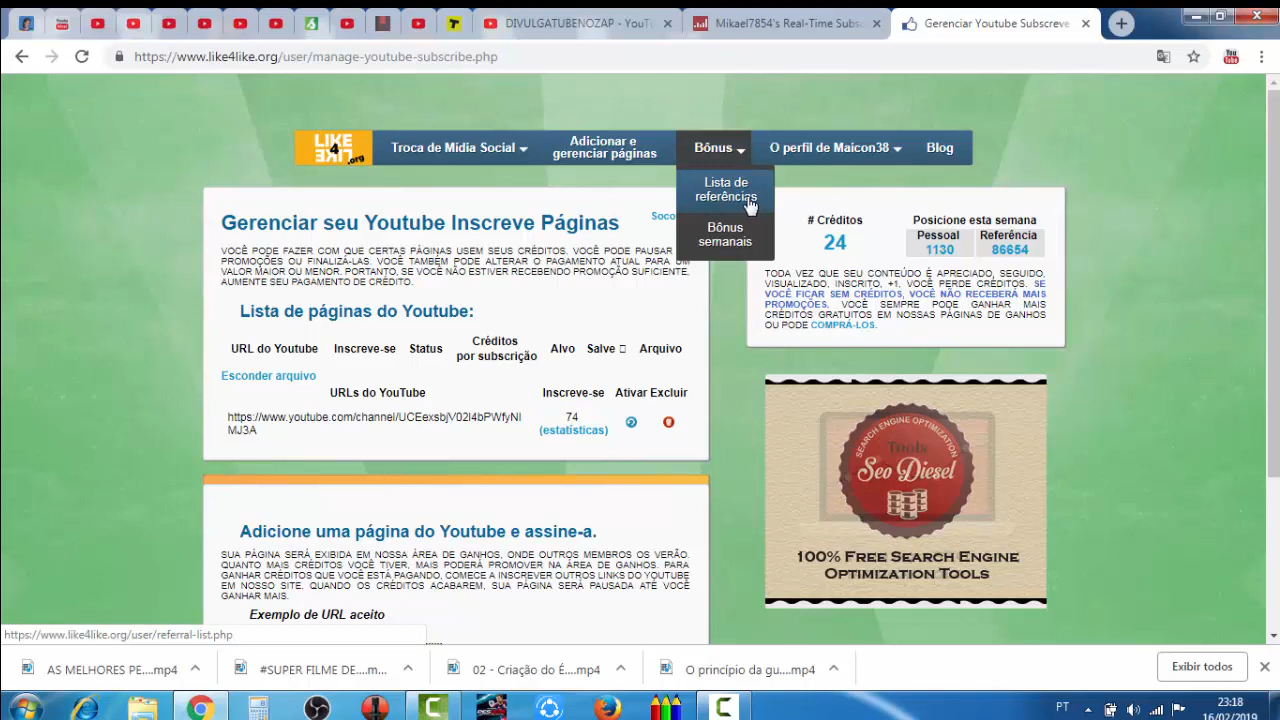 DIVULGATUBENOZAP - YouT
Mikael7854's Real-Time Subs
Gerenciar Youtube Subscreve
https://www.like4like.org/user/manage-youtube-subscribe.php
LIKE
4
LIKE
.org
Troca de Midia Social
Adicionar e
gerenciar páginas
Bônus
O perfil de Maicon38
Blog
Lista de
referências
Bônus
semanais
Gerenciar seu Youtube Inscreve Páginas
Soco
VOCÊ PODE FAZER COM QUE CERTAS PÁGINAS USEM SEUS CRÉDITOS. VOCÊ PODE PAUSAR
PROMOÇÕES OU FINALIZÁ-LAS. VOCÊ TAMBÉM PODE ALTERAR O PAGAMENTO ATUAL PARA UM
VALOR MAIOR OU MENOR. PORTANTO, SE VOCÊ NÃO ESTIVER RECEBENDO PROMOÇÃO SUFICIENTE,
AUMENTE SEU PAGAMENTO DE CRÉDITO.
Lista de páginas do Youtube:
URL do Youtube Inscreve-se Status Créditos por subscrição Alvo Salve Arquivo
Esconder arquivo
URLs do YouTube Inscreve-se Ativar Excluir
https://www.youtube.com/channel/UCEexsbjV02I4bPWfyNI
MJ3A
74
(estatísticas)
# Créditos
24
Posicione esta semana
Pessoal Referência
1130 86654
TODA VEZ QUE SEU CONTEÚDO É APRECIADO, SEGUIDO,
VISUALIZADO, INSCRITO, +1, VOCÊ PERDE CRÉDITOS. SE
VOCÊ FICAR SEM CRÉDITOS, VOCÊ NÃO RECEBERÁ MAIS
PROMOÇÕES. VOCÊ SEMPRE PODE GANHAR MAIS
CRÉDITOS GRATUITOS EM NOSSAS PÁGINAS DE GANHOS
OU PODE COMPRÁ-LOS.
SEARCH ENGINE OPTIMIZATION
Tools
Seo Diesel
100% Free Search Engine
Optimization Tools
Adicione uma página do Youtube e assine-a.
SUA PÁGINA SERÁ EXIBIDA EM NOSSA ÁREA DE GANHOS, ONDE OUTROS MEMBROS OS VERÃO.
QUANTO MAIS CRÉDITOS VOCÊ TIVER, MAIS PODERÁ PROMOVER NA ÁREA DE GANHOS. PARA
GANHAR CRÉDITOS QUE VOCÊ ESTÁ PAGANDO, COMECE A INSCREVER OUTROS LINKS DO YOUTUBE
EM NOSSO SITE. QUANDO OS CRÉDITOS ACABAREM, SUA PÁGINA SERÁ PAUSADA ATÉ VOCÊ
GANHAR MAIS.
Exemplo de URL aceito
https://www.like4like.org/user/referral-list.php
AS MELHORES PE....mp4
#SUPER FILME DE....m...
02 - Criação do É....mp4
O princípio da gu....mp4
Exibir todos
PT
23:18
16/02/2019